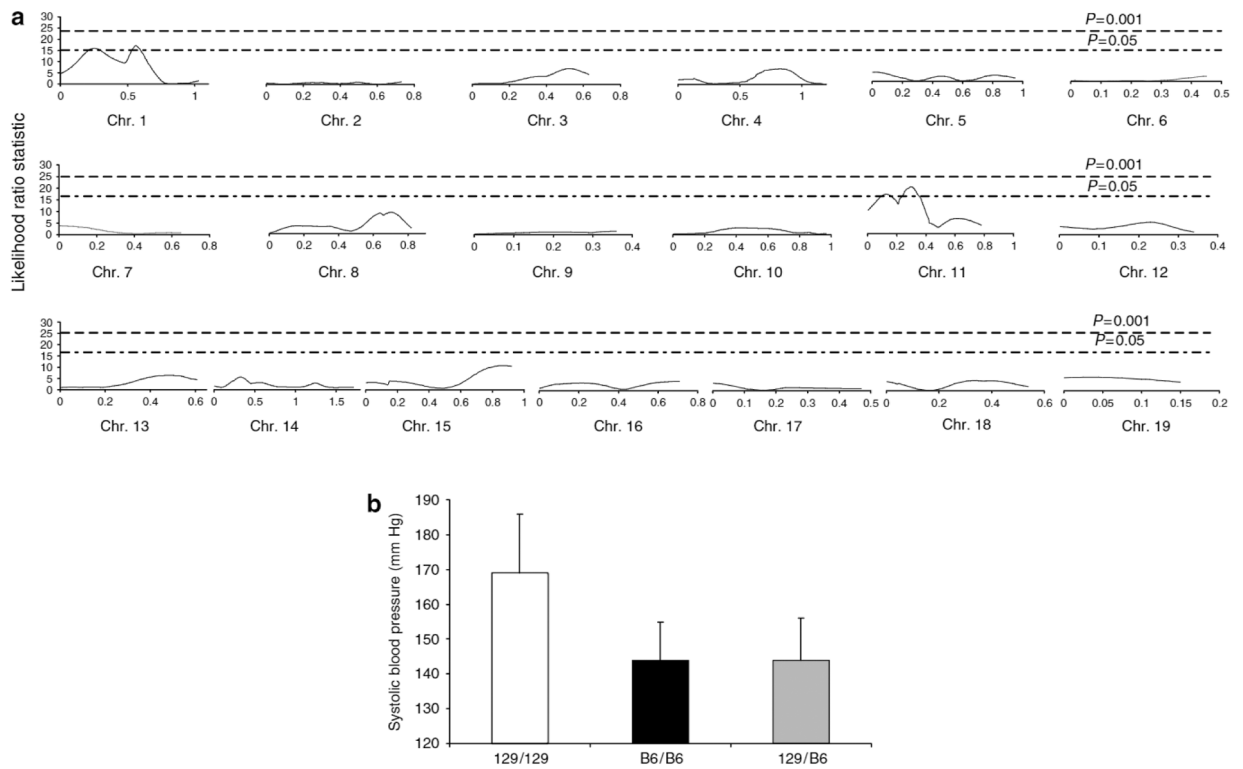 a
Likelihood ratio statistic
30
25
20
15
10
5
0
P=0.001
P=0.05
0 0.5 1
0 0.2 0.4 0.6 0.8
0 0.2 0.4 0.6 0.8
0 0.5 1
0 0.2 0.4 0.6 0.8 1
0 0.1 0.2 0.3 0.4 0.5
Chr. 1 Chr. 2 Chr. 3 Chr. 4 Chr. 5 Chr. 6
30
25
20
15
10
5
0
P=0.001
P=0.05
0 0.2 0.4 0.6 0.8
0 0.2 0.4 0.6 0.8
0 0.1 0.2 0.3 0.4
0 0.2 0.4 0.6 0.8 1
0 0.2 0.4 0.6 0.8 1
0 0.1 0.2 0.3 0.4
Chr. 7 Chr. 8 Chr. 9 Chr. 10 Chr. 11 Chr. 12
30
25
20
15
10
5
0
P=0.001
P=0.05
0 0.2 0.4 0.6
0 0.5 1 1.5
0 0.2 0.4 0.6 0.8 1
0 0.2 0.4 0.6 0.8
0 0.1 0.2 0.3 0.4 0.5
0 0.2 0.4 0.6
0 0.05 0.1 0.15 0.2
Chr. 13 Chr. 14 Chr. 15 Chr. 16 Chr. 17 Chr. 18 Chr. 19
b
Systolic blood pressure (mm Hg)
190
180
170
160
150
140
130
120
129/129 B6/B6 129/B6